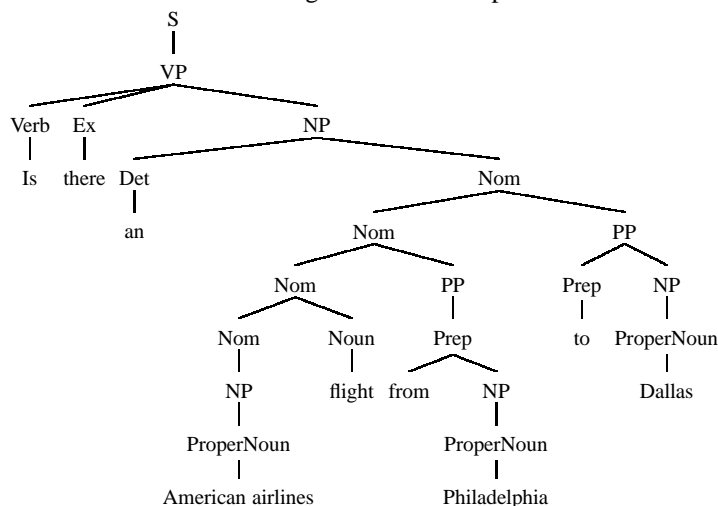 S
VP
Verb Ex NP
Is there Det Nom
an Nom PP
Nom PP Prep NP
Nom Noun Prep to ProperNoun
NP flight from NP Dallas
ProperNoun ProperNoun
American airlines Philadelphia